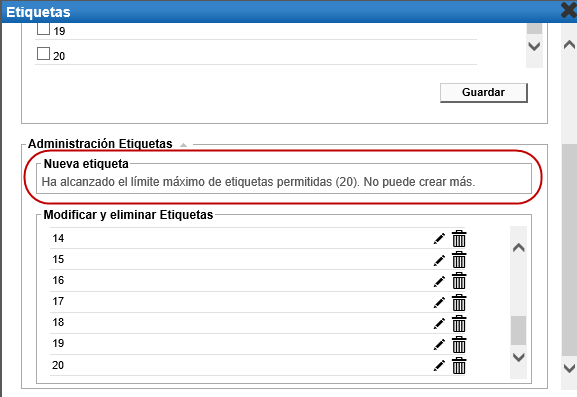 Etiquetas
19
20
Guardar
Administración Etiquetas
Nueva etiqueta
Ha alcanzado el límite máximo de etiquetas permitidas (20). No puede crear más.
Modificar y eliminar Etiquetas
14
15
16
17
18
19
20